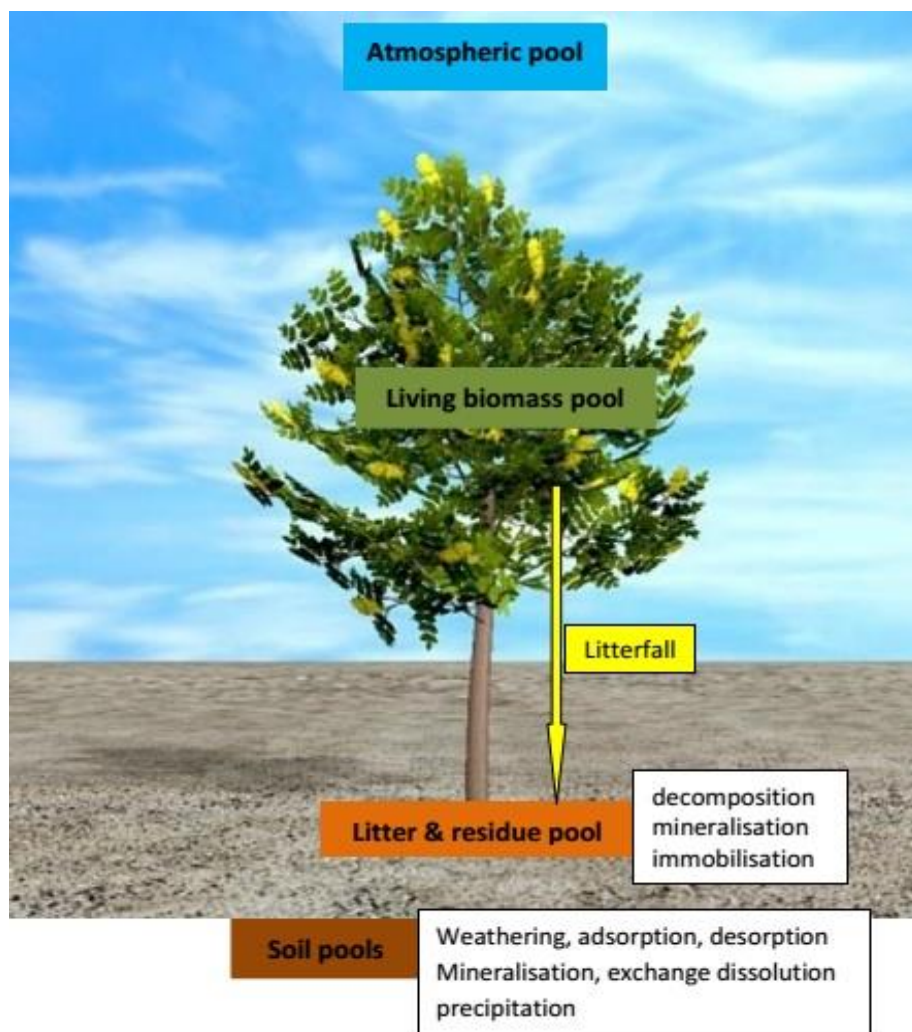 Atmospheric pool
Living biomass pool
Litterfall
Litter & residue pool
decomposition
mineralisation
immobilisation
Soil pools
Weathering, adsorption, desorption
Mineralisation, exchange dissolution
precipitation